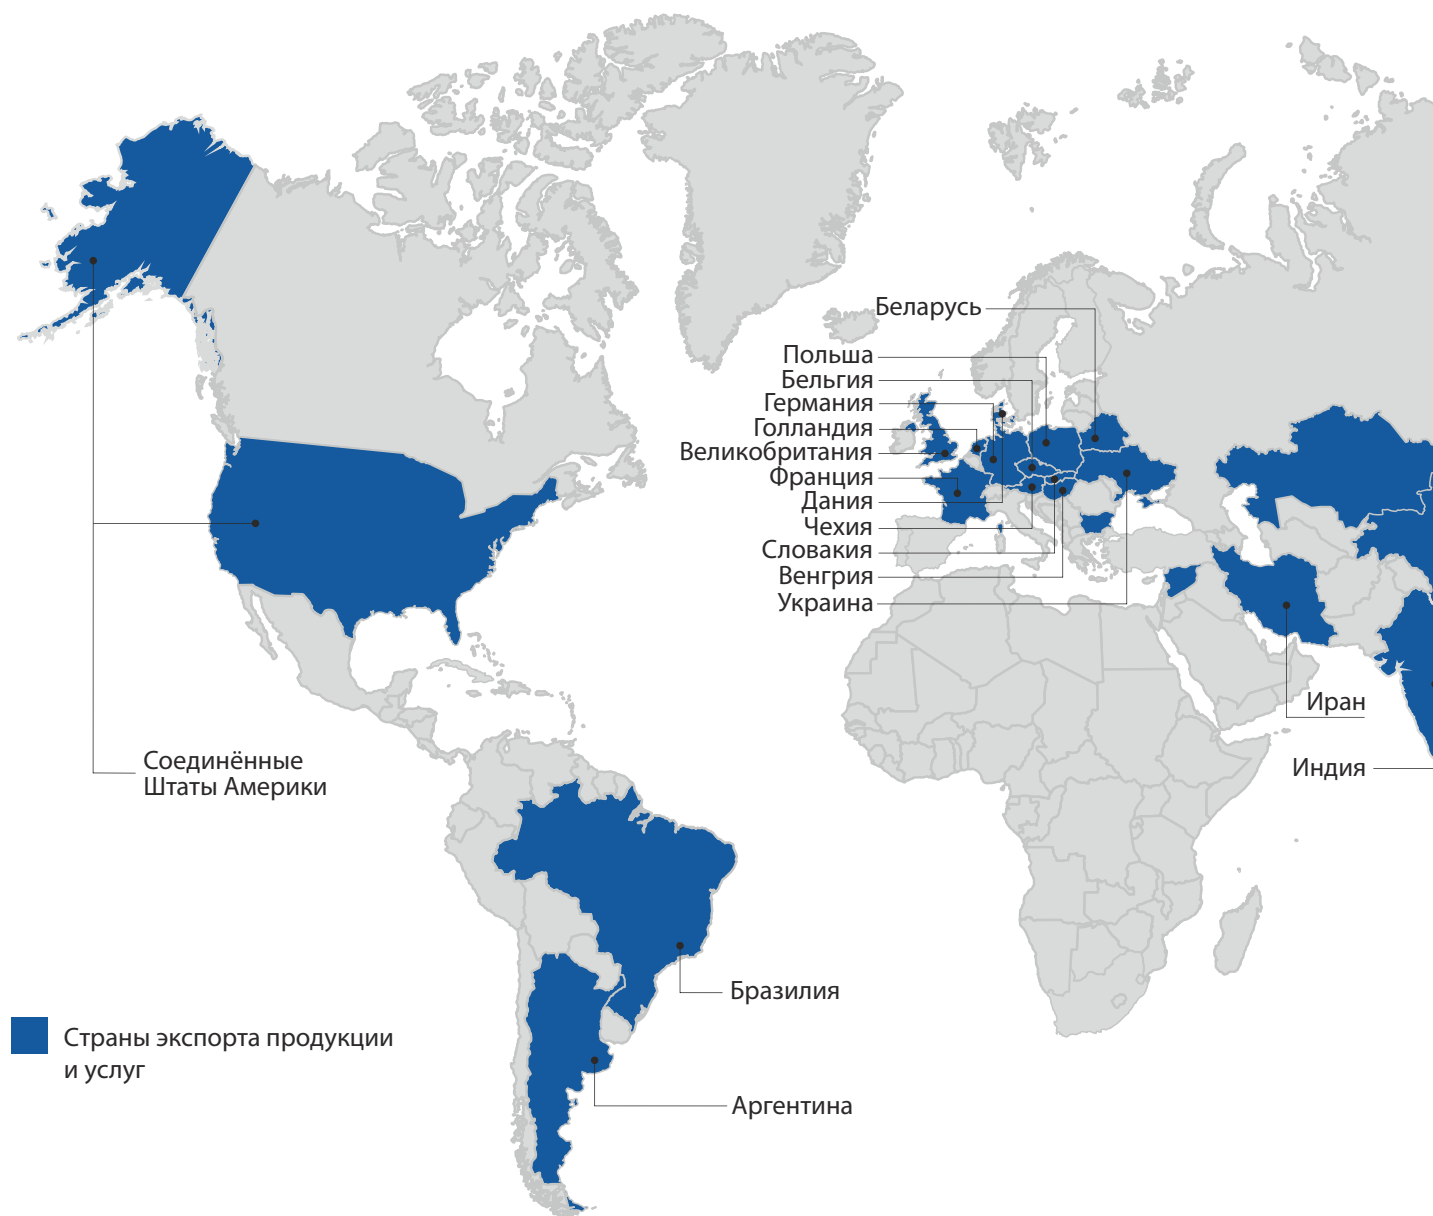 Беларусь
Польша
Бельгия
Германия
Голландия
Великобритания
Франция
Дания
Чехия
Словакия
Венгрия
Украина
Иран
Индия
Соединённые
Штаты Америки
Бразилия
Страны экспорта продукции
и услуг
Аргентина